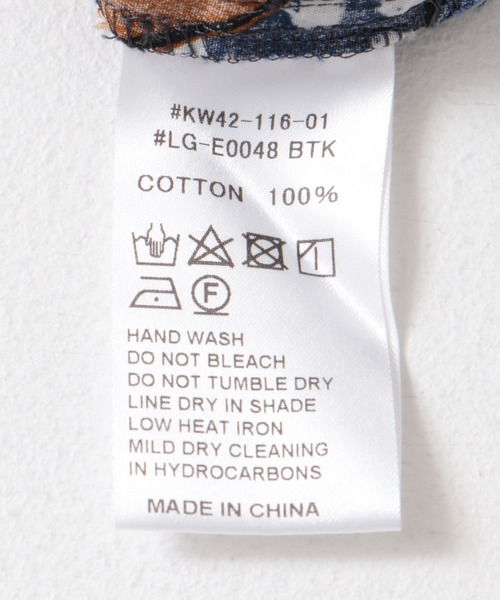 #KW42-116-01
#LG-E0048 BTK
COTTON 100%
F
HAND WASH
DO NOT BLEACH
DO NOT TUMBLE DRY
LINE DRY IN SHADE
LOW HEAT IRON
MILD DRY CLEANING
IN HYDROCARBONS
MADE IN CHINA